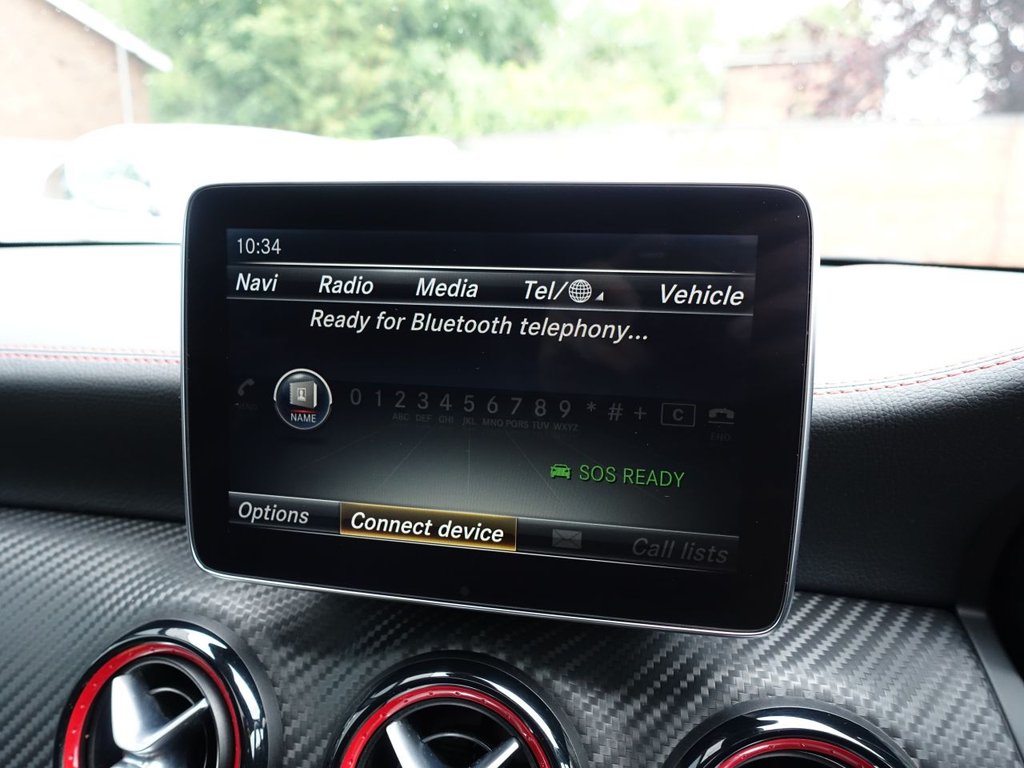 10:34
Navi Radio Media Tel/ Vehicle
Ready for Bluetooth telephony...
NAME 0 1 2 3 4 5 6 7 8 9 * # + C
ABC DEF GHI JKL MNO PQRS TUV WXYZ END
SOS READY
Options Connect device Call lists